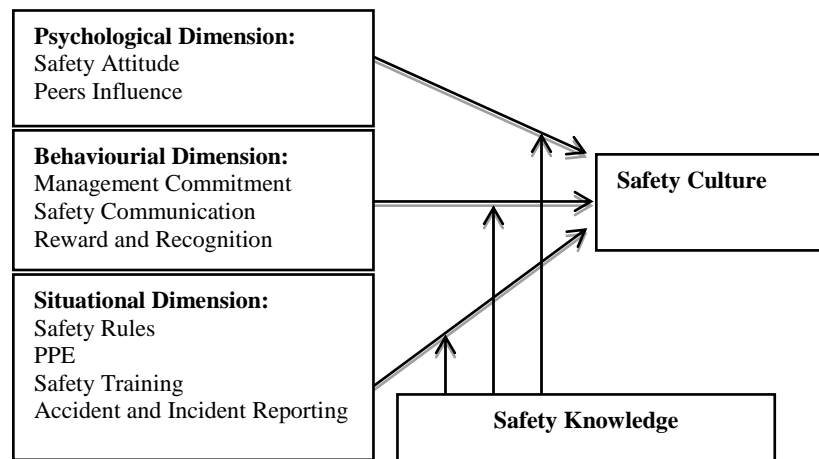 Psychological Dimension:
Safety Attitude
Peers Influence
Behaviourial Dimension:
Management Commitment
Safety Communication
Reward and Recognition
Situational Dimension:
Safety Rules
PPE
Safety Training
Accident and Incident Reporting
Safety Culture
Safety Knowledge